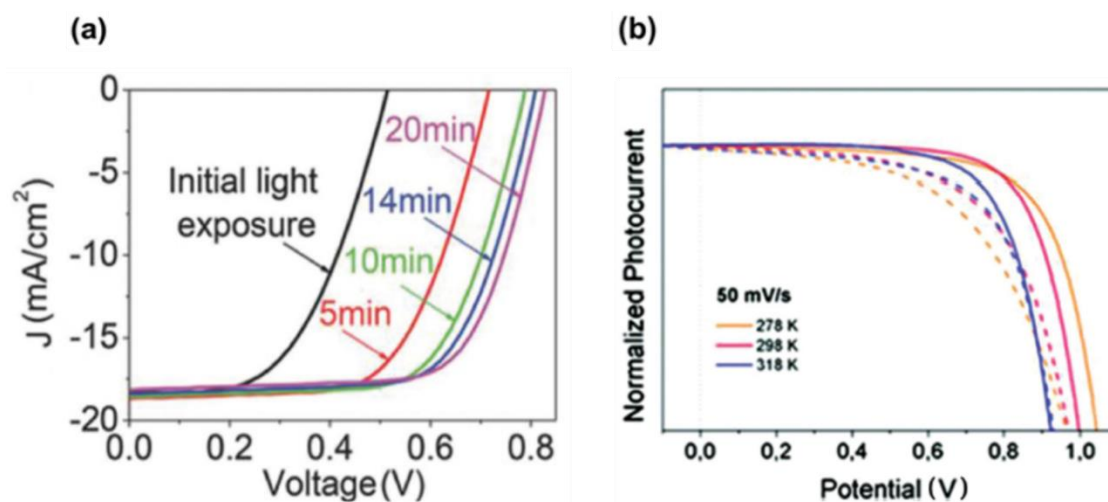 (a)
(b)
0
-5
-10
-15
-20
J (mA/cm²)
Initial light
exposure
20min
14min
10min
5min
0.0 0.2 0.4 0.6 0.8
Voltage(V)
Normalized Photocurrent
50 mV/s
278 K
298 K
318 K
0,0 0,2 0,4 0,6 0,8 1,0
Potential (V)